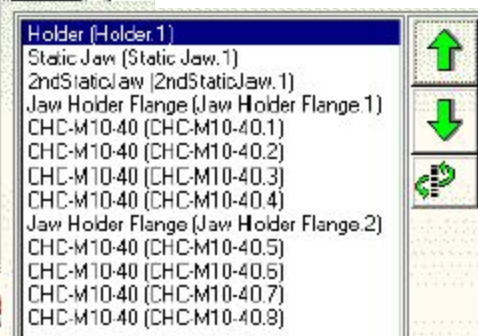 Holder (Holder.1)
Static Jaw (Static Jaw.1)
2ndStaticJaw (2ndStaticJaw.1)
Jaw Holder Flange (Jaw Holder Flange.1)
CHC-M10-40 (CHC-M10-40.1)
CHC-M10-40 (CHC-M10-40.2)
CHC-M10-40 (CHC-M10-40.3)
CHC-M10-40 (CHC-M10-40.4)
Jaw Holder Flange (Jaw Holder Flange.2)
CHC-M10-40 (CHC-M10-40.5)
CHC-M10-40 (CHC-M10-40.6)
CHC-M10-40 (CHC-M10-40.7)
CHC-M10-40 (CHC-M10-40.8)